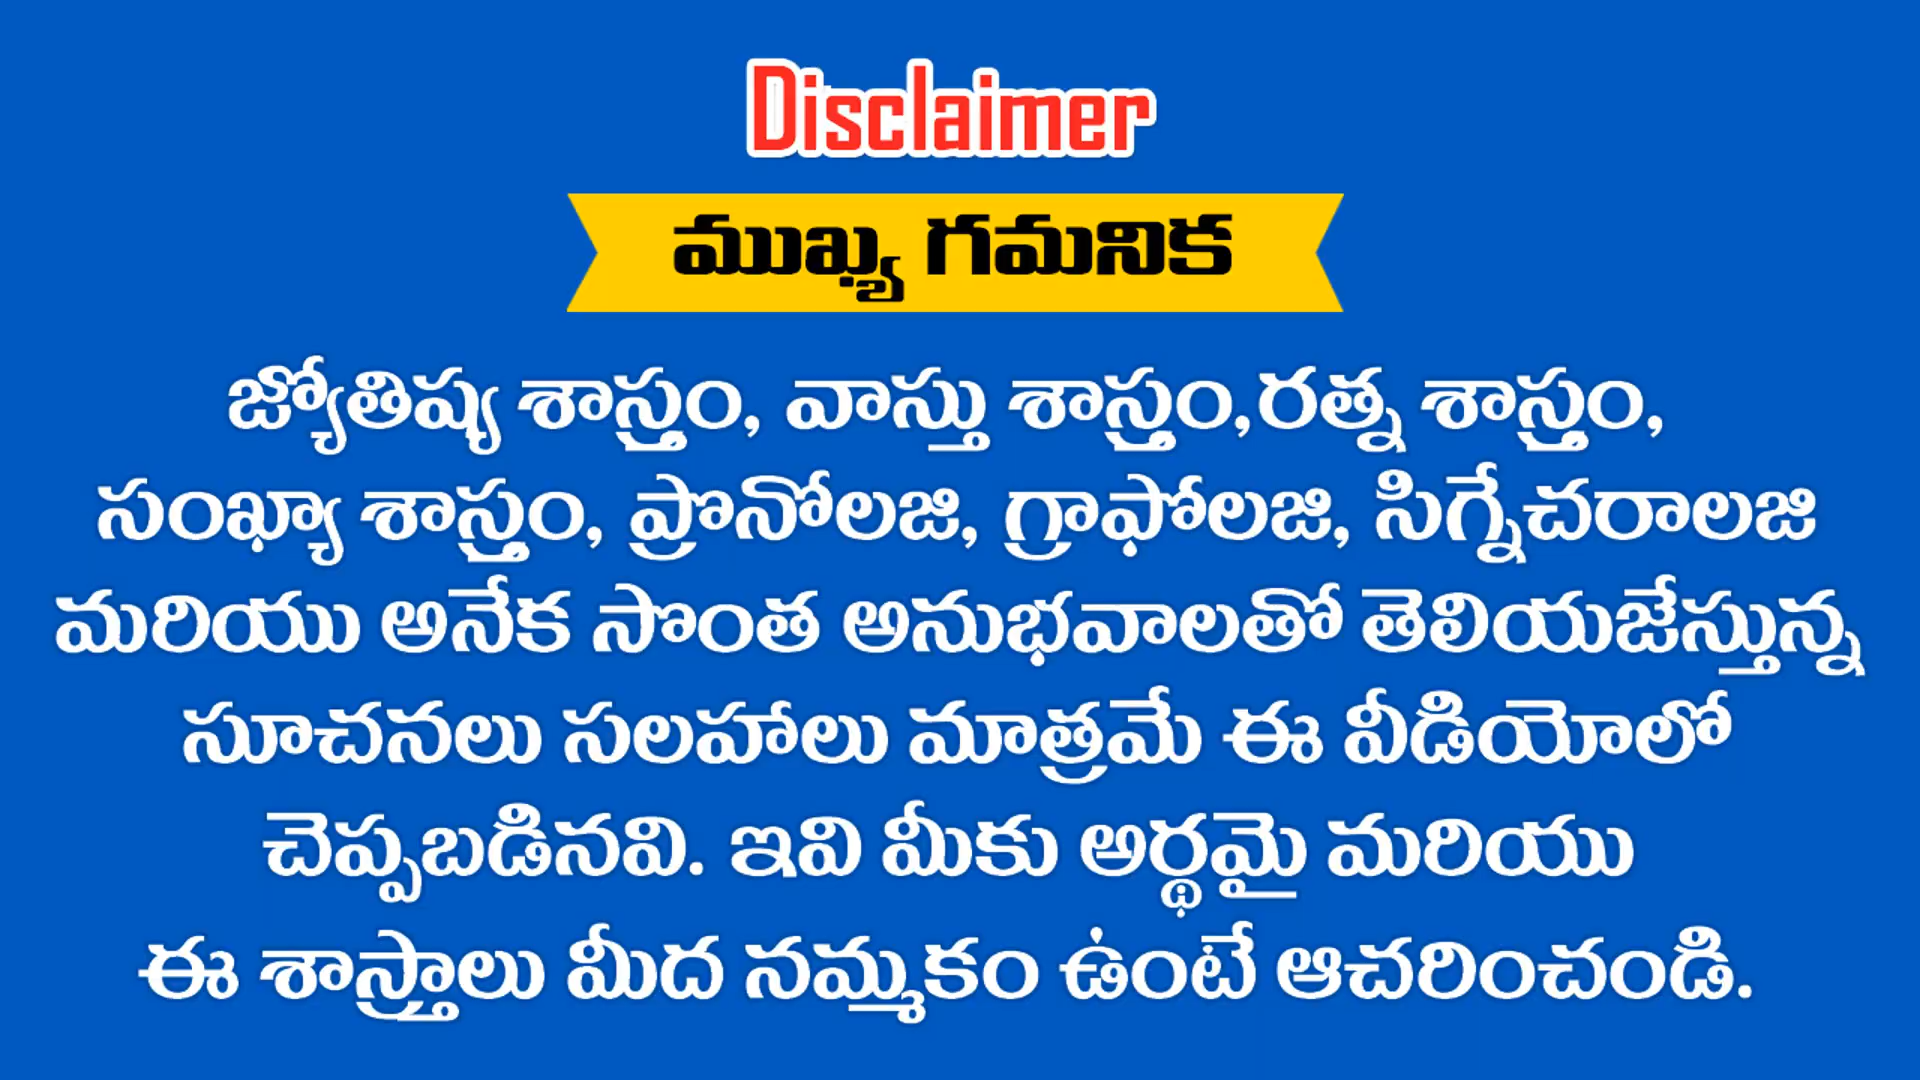 Disclaimer
ముఖ్య గమనిక
జ్యోతిష్య శాస్త్రం, వాస్తు శాస్త్రం,రత్న శాస్త్రం,
సంఖ్యా శాస్త్రం, ప్రొనోలజి, గ్రాఫోలజి, సిగ్నేచరాలజి
మరియు అనేక సొంత అనుభవాలతో తెలియజేస్తున్న
సూచనలు సలహాలు మాత్రమే ఈ వీడియోలో
చెప్పబడినవి. ఇవి మీకు అర్థమై మరియు
ఈ శాస్త్రాలు మీద నమ్మకం ఉంటే ఆచరించండి.